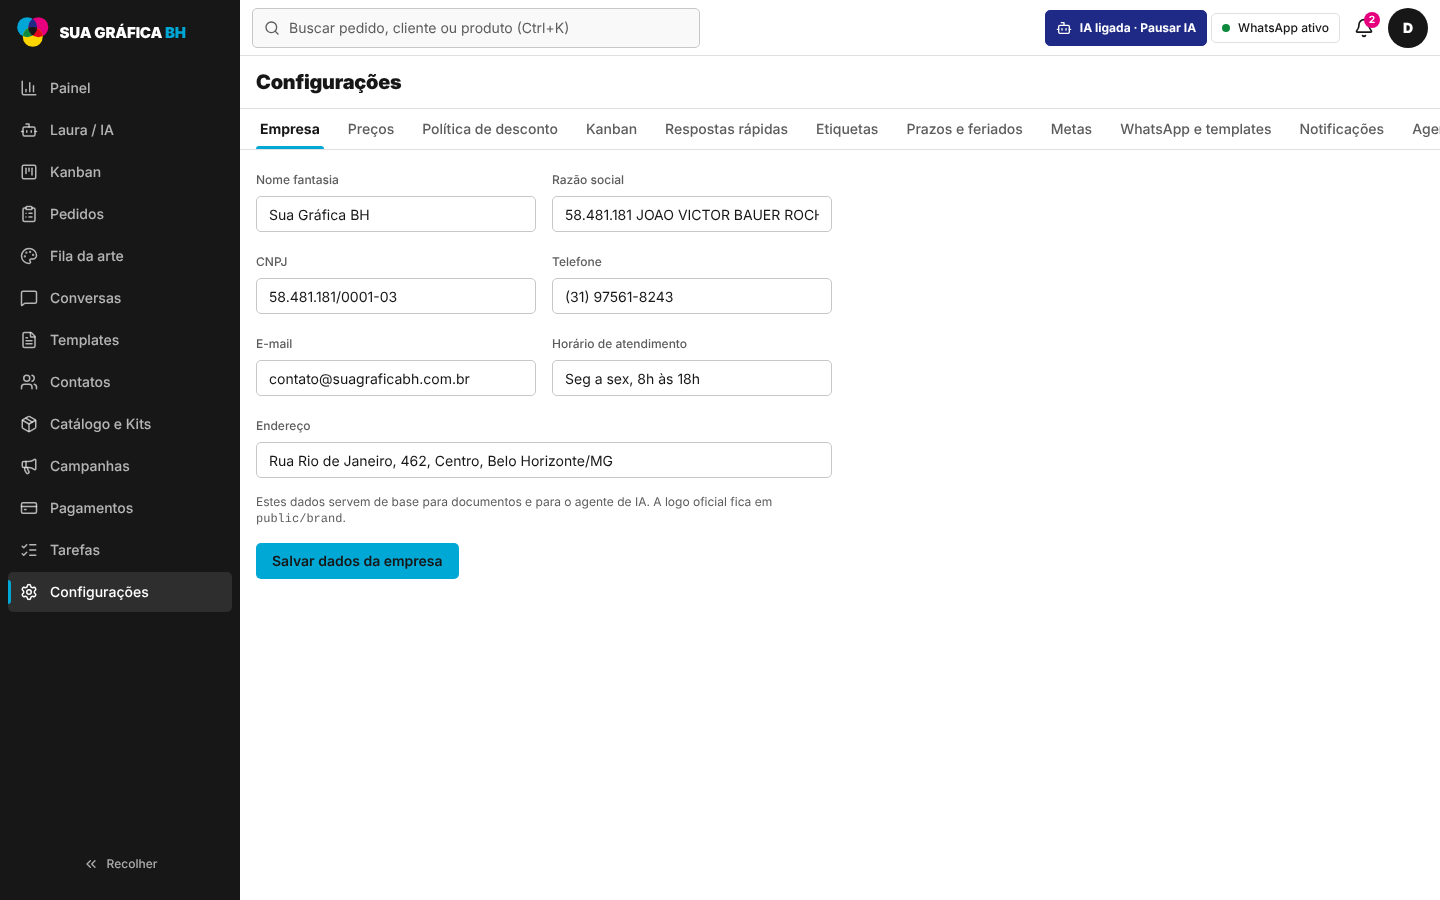 SUA GRÁFICA BH
Buscar pedido, cliente ou produto (Ctrl+K)
IA ligada · Pausar IA
WhatsApp ativo
2
D
Painel
Laura / IA
Kanban
Pedidos
Fila da arte
Conversas
Templates
Contatos
Catálogo e Kits
Campanhas
Pagamentos
Tarefas
Configurações
Recolher
Configurações
Empresa Preços Política de desconto Kanban Respostas rápidas Etiquetas Prazos e feriados Metas WhatsApp e templates Notificações Age
Nome fantasia
Sua Gráfica BH
Razão social
58.481.181 JOAO VICTOR BAUER ROCH
CNPJ
58.481.181/0001-03
Telefone
(31) 97561-8243
E-mail
contato@suagraficabh.com.br
Horário de atendimento
Seg a sex, 8h às 18h
Endereço
Rua Rio de Janeiro, 462, Centro, Belo Horizonte/MG
Estes dados servem de base para documentos e para o agente de IA. A logo oficial fica em
public/brand.
Salvar dados da empresa